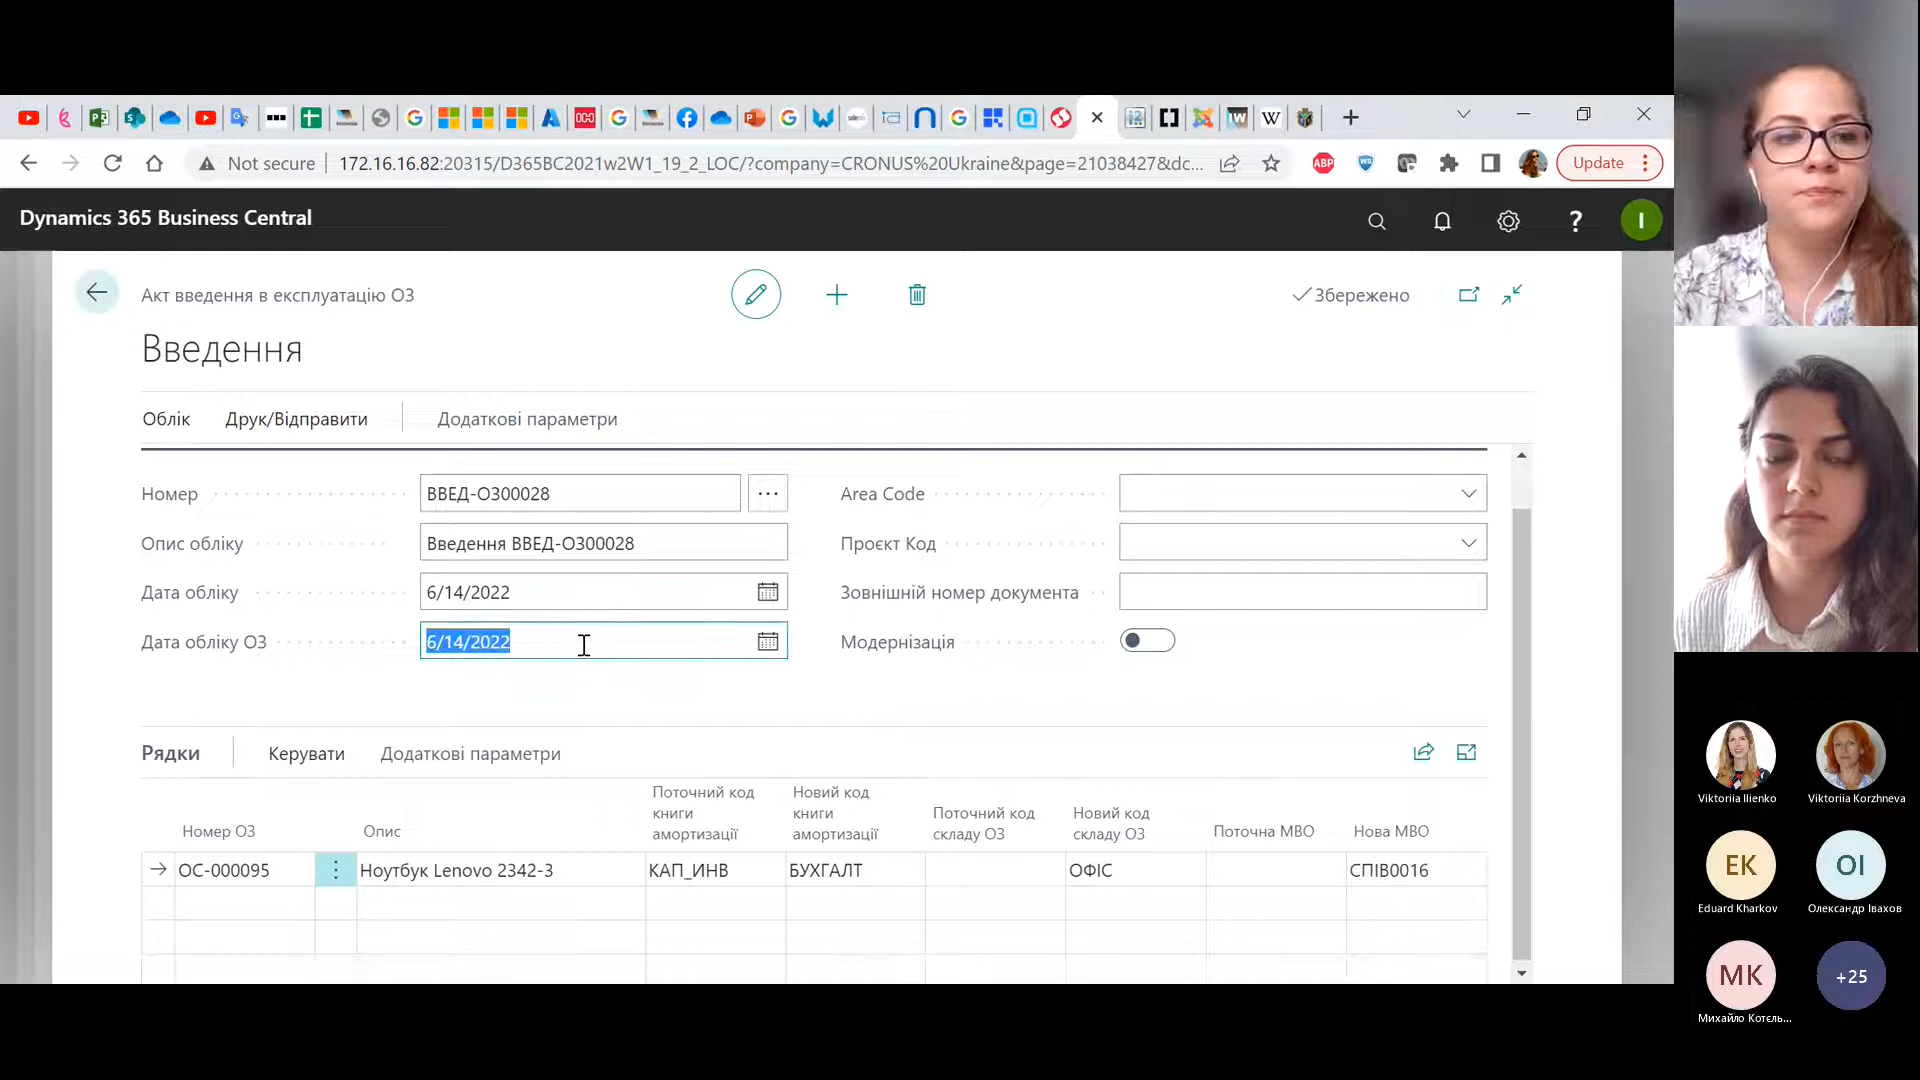 Not secure
172.16.16.82:20315/D365BC2021w2W1_19_2_LOC/?company=CRONUS%20Ukraine&page=21038427&dc...
ABP
Update
Dynamics 365 Business Central
?
I
Акт введення в експлуатацію ОЗ
Збережено
Введення
Облік
Друк/Відправити
Додаткові параметри
Номер
ВВЕД-ОЗ00028
Area Code
Опис обліку
Введення ВВЕД-ОЗ00028
Проєкт Код
Дата обліку
6/14/2022
Зовнішній номер документа
Дата обліку ОЗ
6/14/2022
Модернізація
Рядки
Керувати
Додаткові параметри
Номер ОЗ
Опис
Поточний код
книги
амортизації
Новий код
книги
амортизації
Поточний код
складу ОЗ
Новий код
складу ОЗ
Поточна МВО
Нова МВО
ОС-000095
Ноутбук Lenovo 2342-3
КАП_ИНВ
БУХГАЛТ
ОФІС
СПІВ0016
Viktoriia Ilienko
Viktoriia Korzhneva
EK
Eduard Kharkov
OI
Олександр Івахов
MK
Михайло Котєль...
+25